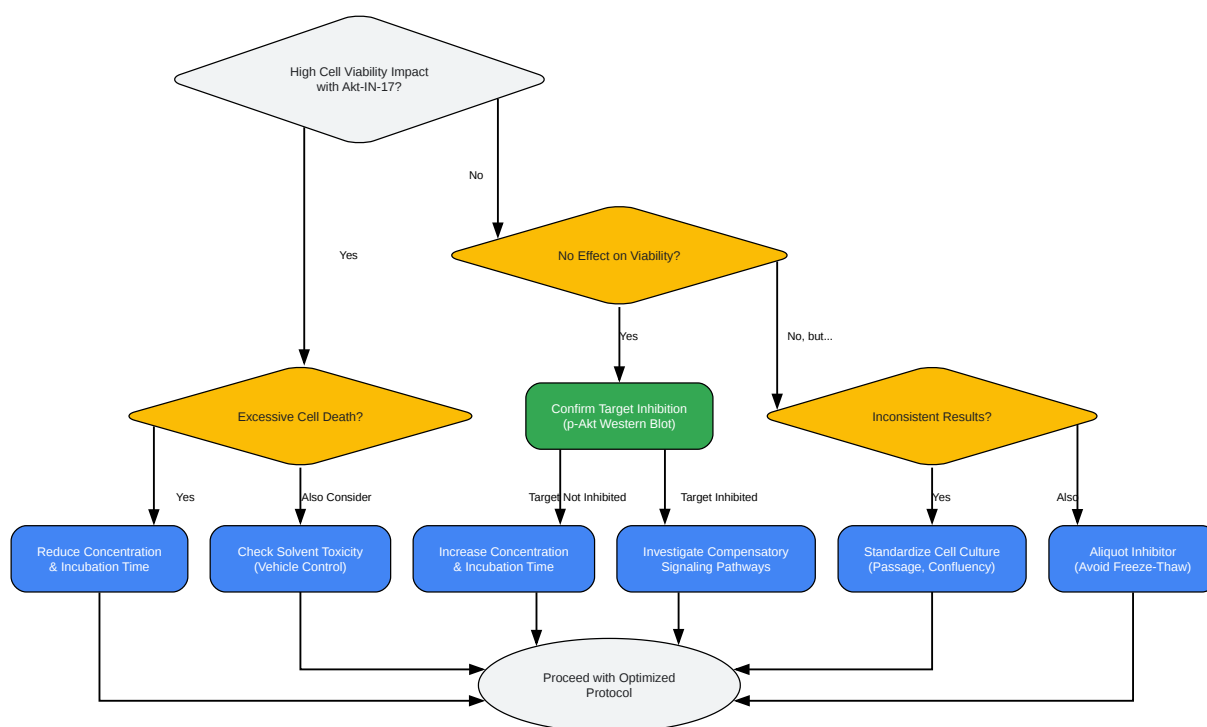 High Cell Viability Impact
with Akt-IN-17?
No
Yes
No Effect on Viability?
Yes
No, but...
Excessive Cell Death?
Confirm Target Inhibition
(p-Akt Western Blot)
Inconsistent Results?
Yes
Also Consider
Target Not Inhibited
Target Inhibited
Yes
Also
Reduce Concentration
& Incubation Time
Check Solvent Toxicity
(Vehicle Control)
Increase Concentration
& Incubation Time
Investigate Compensatory
Signaling Pathways
Standardize Cell Culture
(Passage, Confluency)
Aliquot Inhibitor
(Avoid Freeze-Thaw)
Proceed with Optimized
Protocol